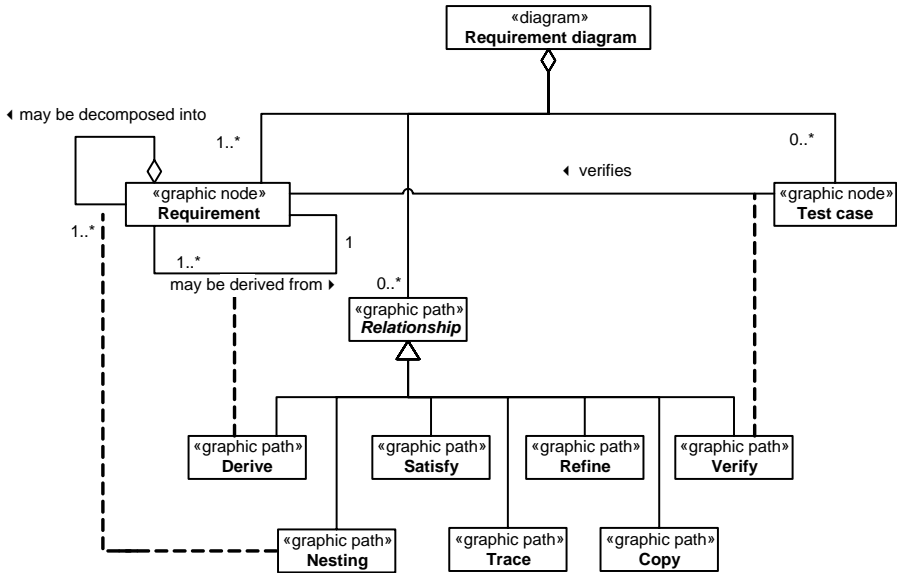 «diagram»
Requirement diagram
◂ may be decomposed into
1..*
0..*
◂ verifies
«graphic node»
Requirement
«graphic node»
Test case
1..*
1
1..*
may be derived from ▸
0..*
«graphic path»
Relationship
«graphic path»
Derive
«graphic path»
Satisfy
«graphic path»
Refine
«graphic path»
Verify
«graphic path»
Nesting
«graphic path»
Trace
«graphic path»
Copy